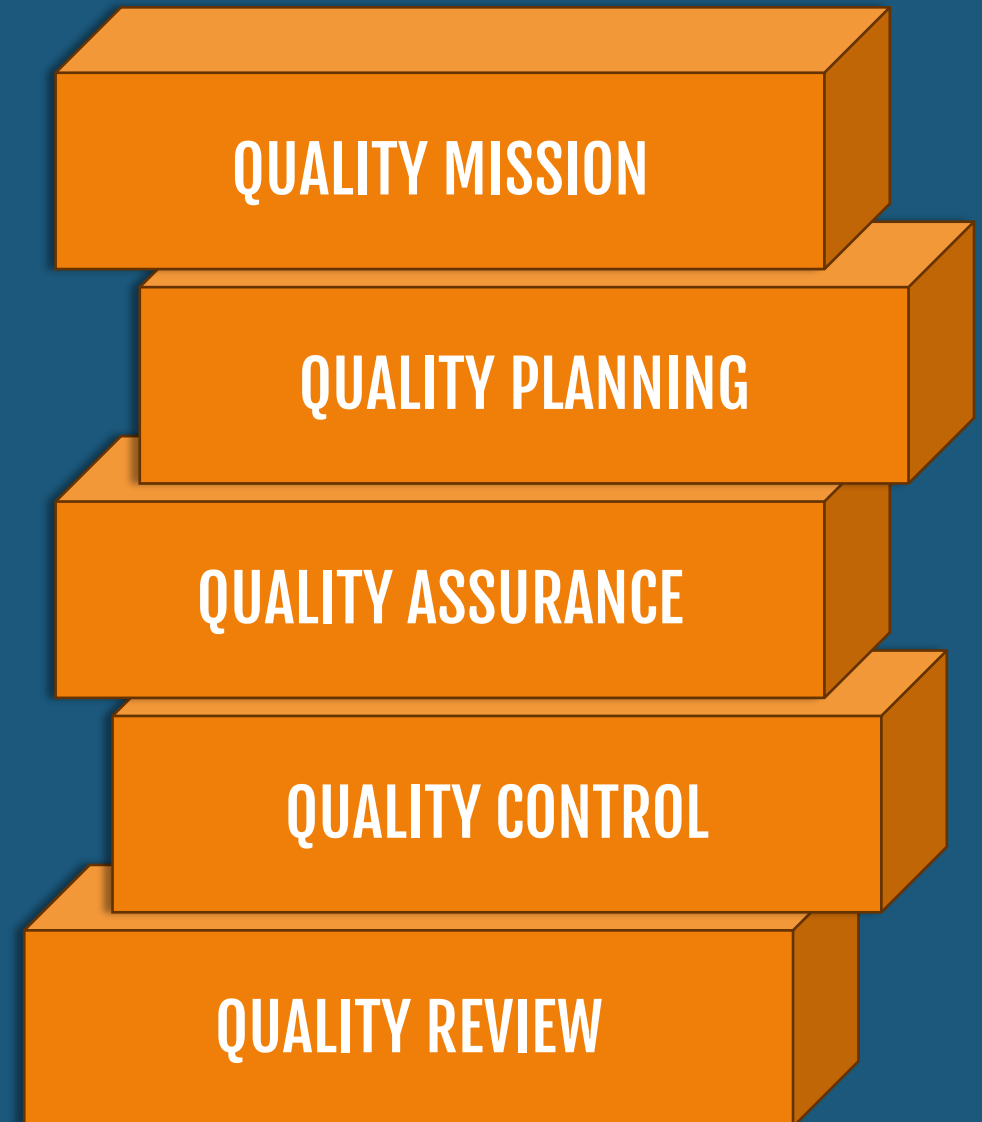 QUALITY MISSION
QUALITY PLANNING
QUALITY ASSURANCE
QUALITY CONTROL
QUALITY REVIEW